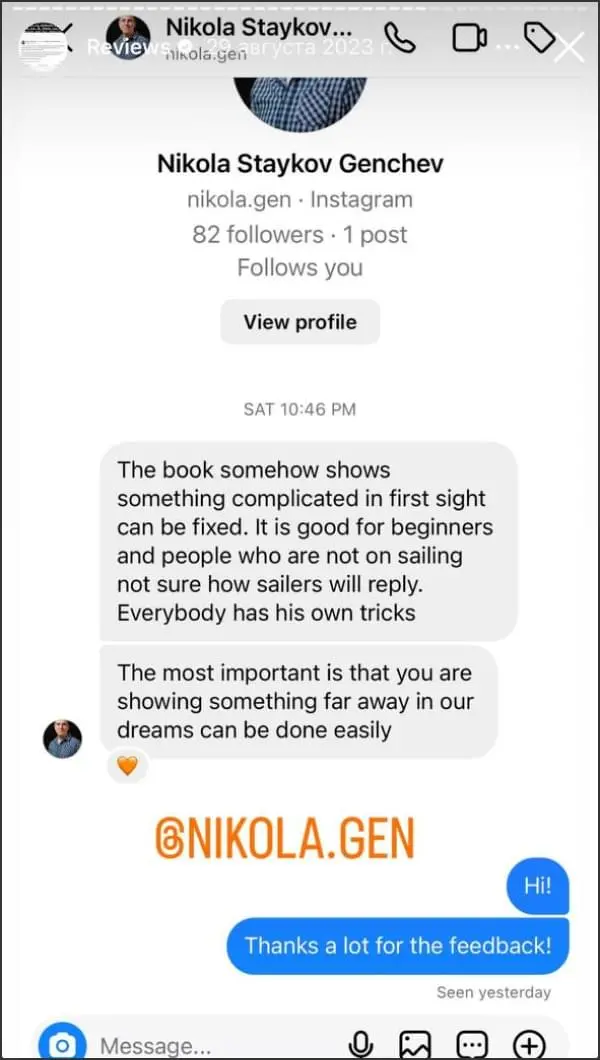 Nikola Staykov...
Reviews 29 августа 2023 г.
nikola.gen
Nikola Staykov Genchev
nikola.gen · Instagram
82 followers · 1 post
Follows you
View profile
SAT 10:46 PM
The book somehow shows
something complicated in first sight
can be fixed. It is good for beginners
and people who are not on sailing
not sure how sailers will reply.
Everybody has his own tricks
The most important is that you are
showing something far away in our
dreams can be done easily
@NIKOLA.GEN
Hi!
Thanks a lot for the feedback!
Seen yesterday
Message...